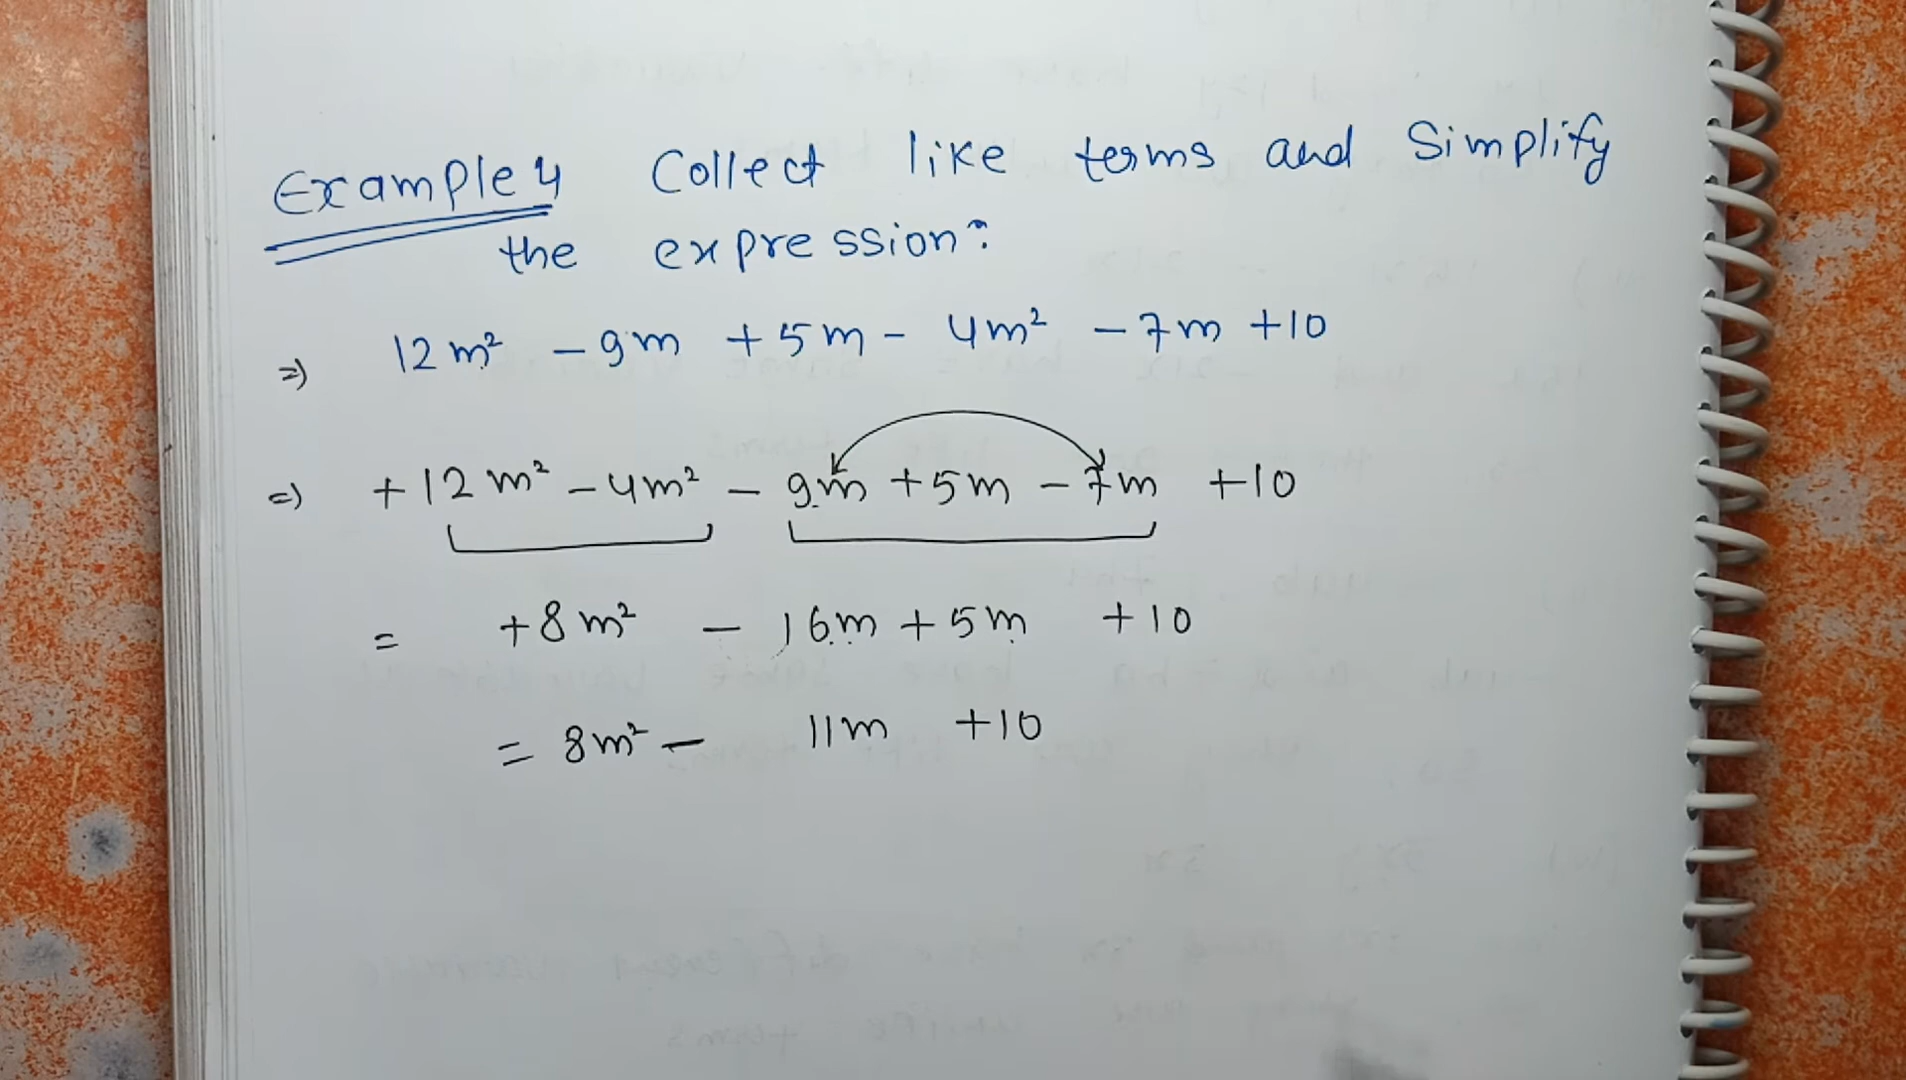 Example 4 Collect like terms and Simplify
the expression?
⇒ 12m² - 9m + 5m - 4m² - 7m + 10
⇒ + 12m² - 4m² - 9m + 5m - 7m + 10
= + 8m² - 16m + 5m + 10
= 8m² - 11m + 10